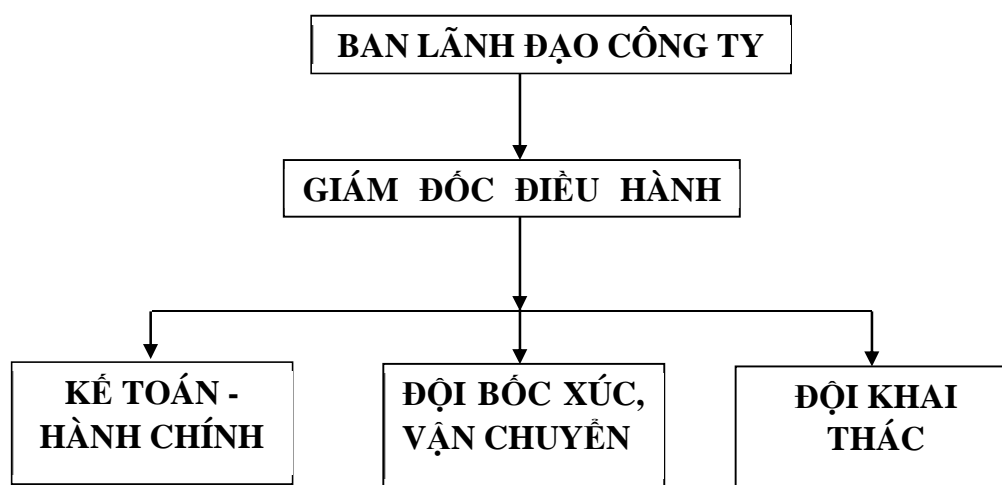 BAN LÃNH ĐẠO CÔNG TY
GIÁM ĐỐC ĐIỀU HÀNH
KẾ TOÁN -
HÀNH CHÍNH
ĐỘI BỐC XÚC,
VẬN CHUYỂN
ĐỘI KHAI
THÁC